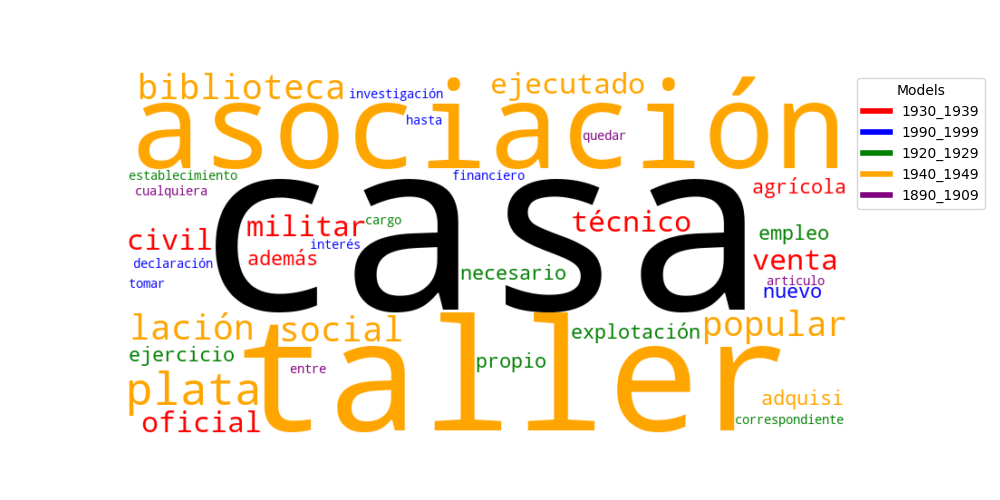 biblioteca investigación ejecutado
asociación
hasta quedar
establecimiento financiero
cualquiera agrícola
casa
militar cargo técnico
civil interés empleo
además venta
declaración necesario
tomar articulo
nuevo
lación social explotación popular
taller
ejercicio propio
entre
plata adquisi
oficial correspondiente
Models
1930_1939
1990_1999
1920_1929
1940_1949
1890_1909